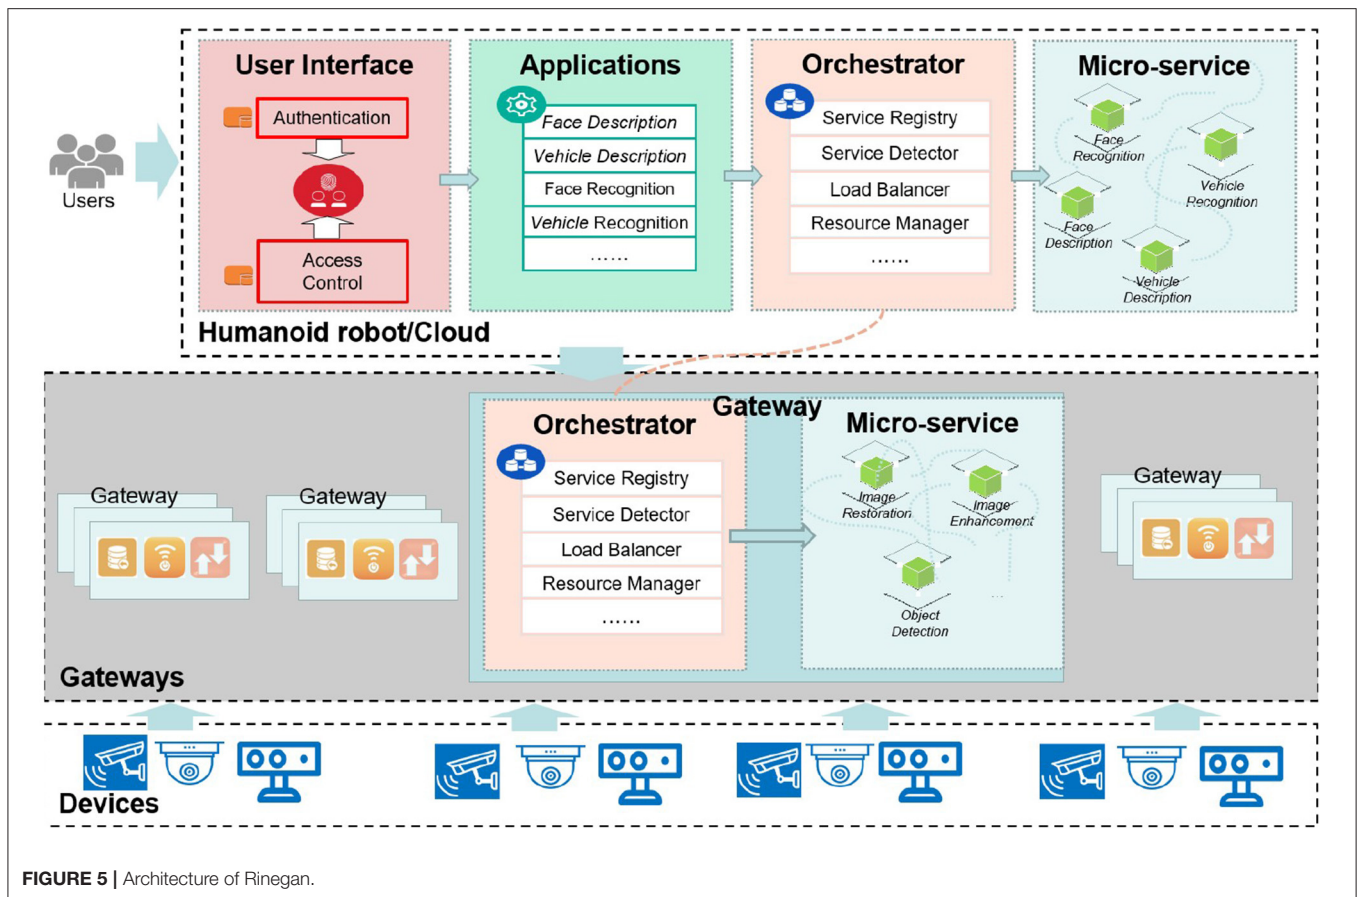 User Interface
Authentication
Access
Control
Users
Applications
Face Description
Vehicle Description
Face Recognition
Vehicle Recognition
......
Orchestrator
Service Registry
Service Detector
Load Balancer
Resource Manager
......
Micro-service
Face
Recognition
Vehicle
Recognition
Face
Description
Vehicle
Description
Humanoid robot/Cloud
Gateway
Orchestrator
Service Registry
Service Detector
Load Balancer
Resource Manager
......
Micro-service
Image
Restoration
Image
Enhancement
Object
Detection
...
Gateway
Gateway
Gateway
Gateways
Devices
FIGURE 5 | Architecture of Rinegan.